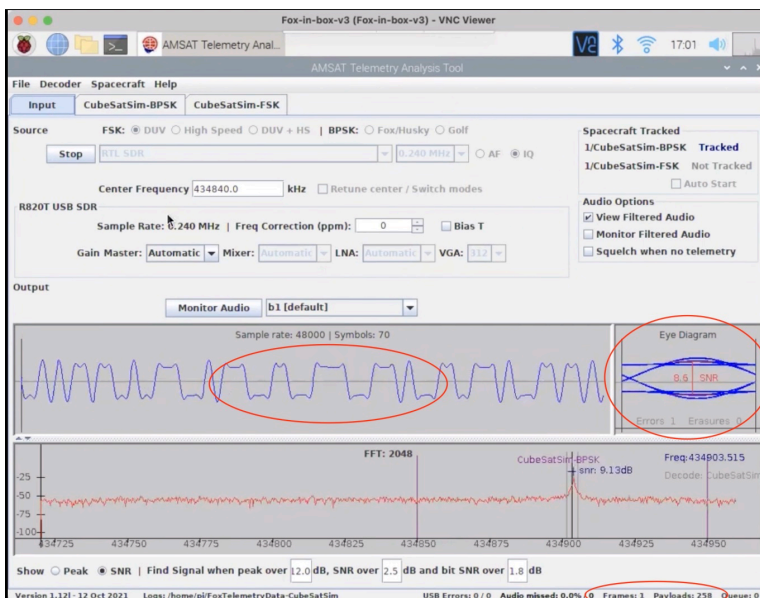 Fox-in-box-v3 (Fox-in-box-v3) - VNC Viewer
AMSAT Telemetry Anal...
17:01
AMSAT Telemetry Analysis Tool
File Decoder Spacecraft Help
Input CubeSatSim-BPSK CubeSatSim-FSK
Source FSK: DUV High Speed DUV + HS | BPSK: Fox/Husky Golf
Stop RTL SDR 0.240 MHz AF IQ
Center Frequency 434840.0 kHz Retune center / Switch modes
R820T USB SDR
Sample Rate: 0.240 MHz | Freq Correction (ppm): 0 Bias T
Gain Master: Automatic Mixer: Automatic LNA: Automatic VGA: 312
Spacecraft Tracked
1/CubeSatSim-BPSK Tracked
1/CubeSatSim-FSK Not Tracked
Auto Start
Audio Options
View Filtered Audio
Monitor Filtered Audio
Squelch when no telemetry
Output
Monitor Audio b1 [default]
Sample rate: 48000 | Symbols: 70
Eye Diagram
8.6 SNR
Errors 1 Erasures 0
FFT: 2048
CubeSatSim-BPSK
snr: 9.13dB
Freq:434903.515
Decode: CubeSatSim
-25
-50
-75
-100
434725 434750 434775 434800 434825 434850 434875 434900 434925 434950
Show Peak SNR | Find Signal when peak over 12.0 dB, SNR over 2.5 dB and bit SNR over 1.8 dB
Version 1.12l - 12 Oct 2021 Logs: /home/pi/FoxTelemetryData-CubeSatSim USB Errors: 0 / 0 Audio missed: 0.0% / 0 Frames: 1 Payloads: 258 Queue: 0